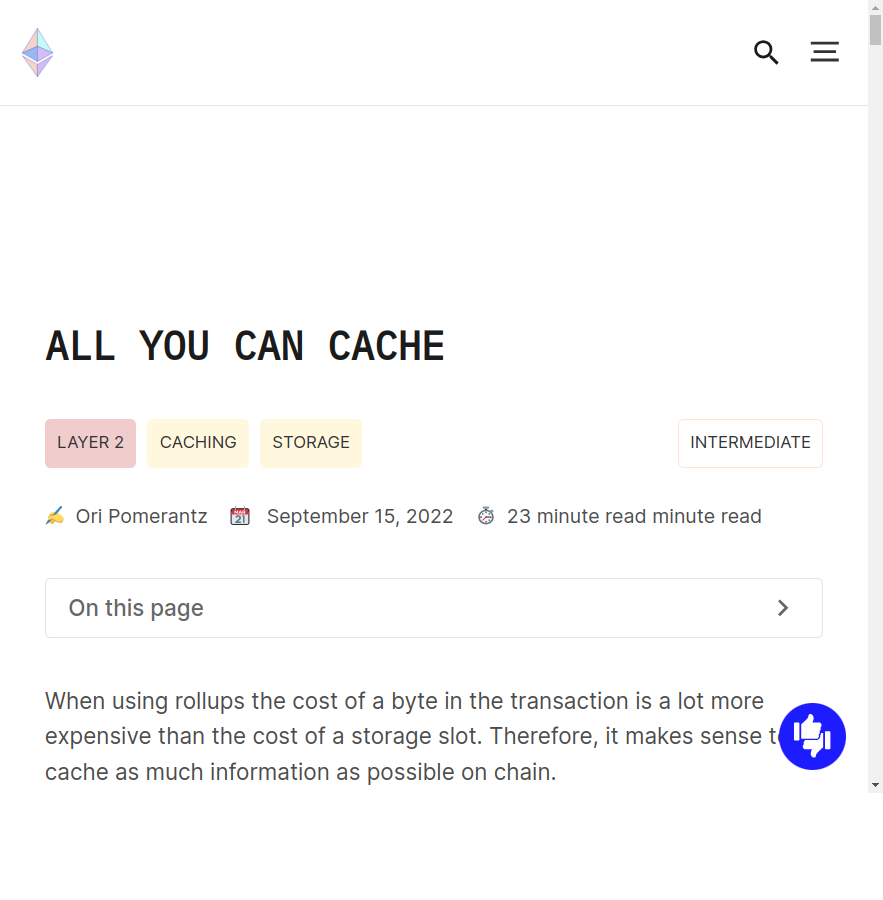 ALL YOU CAN CACHE
LAYER 2 CACHING STORAGE INTERMEDIATE
Ori Pomerantz September 15, 2022 23 minute read minute read
On this page
When using rollups the cost of a byte in the transaction is a lot more
expensive than the cost of a storage slot. Therefore, it makes sense to
cache as much information as possible on chain.